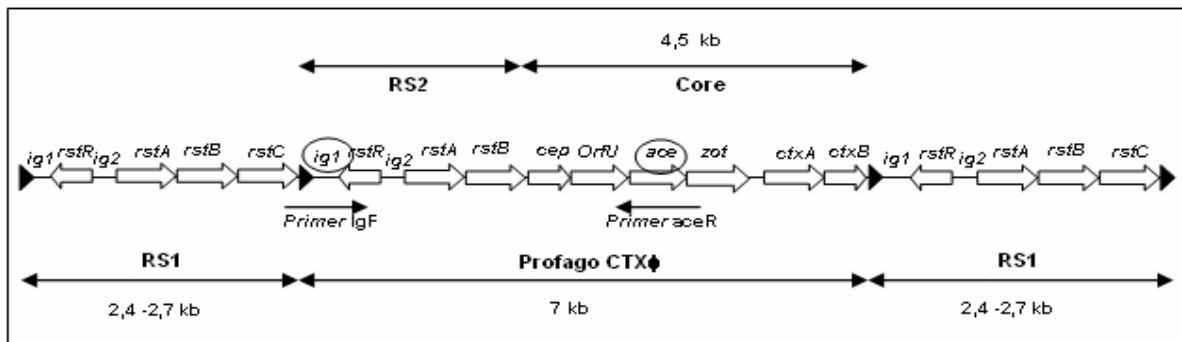 4,5 kb
RS2 Core
ig1 rstR ig2 rstA rstB rstC ig1 rstR ig2 rstA rstB cep OrfU ace zot ctxA ctxB ig1 rstR ig2 rstA rstB rstC
Primer IgF Primer aceR
RS1 Profago CTXɸ RS1
2,4 -2,7 kb 7 kb 2,4 -2,7 kb